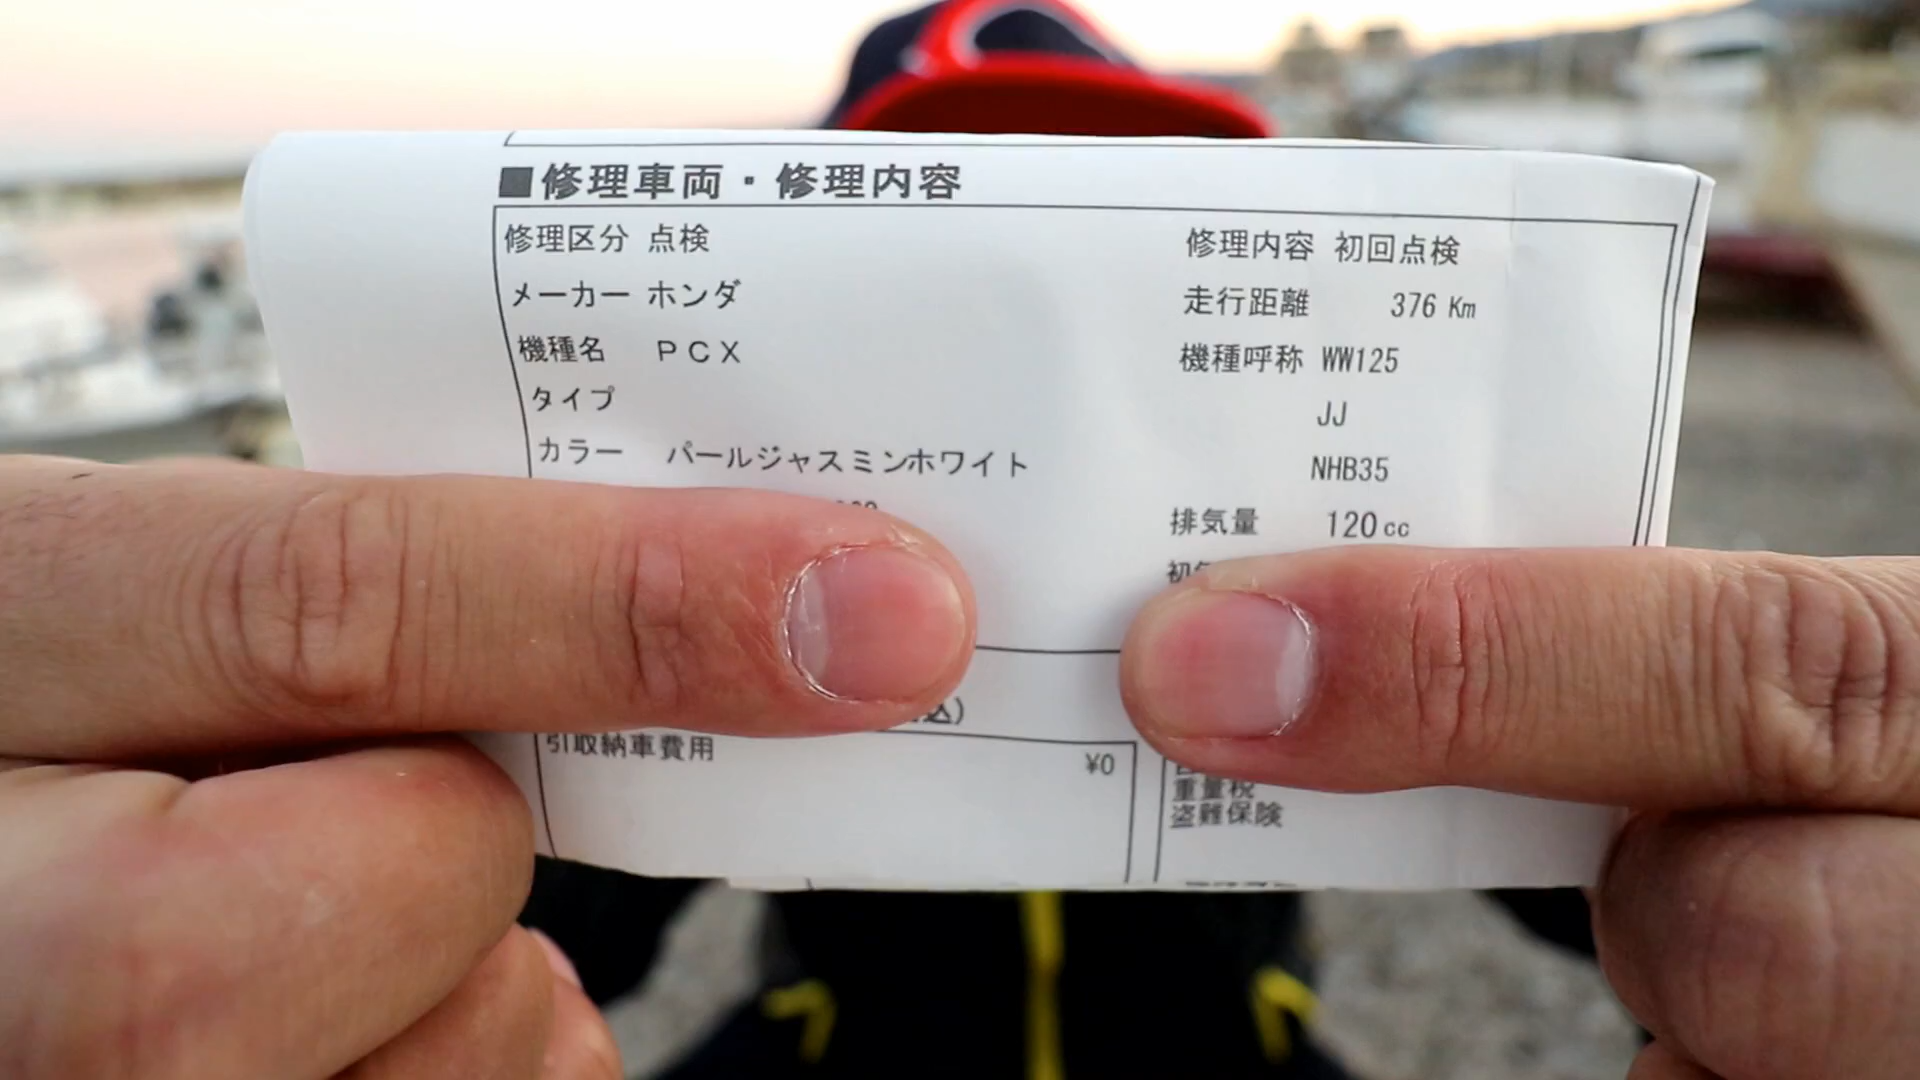 ■修理車両・修理内容
修理区分 点検 修理内容 初回点検
メーカー ホンダ 走行距離 376 Km
機種名 ＰＣＸ 機種呼称 WW125
タイプ JJ
カラー パールジャスミンホワイト NHB35
排気量 120cc
込)
引取納車費用 ¥0
重量税
盗難保険